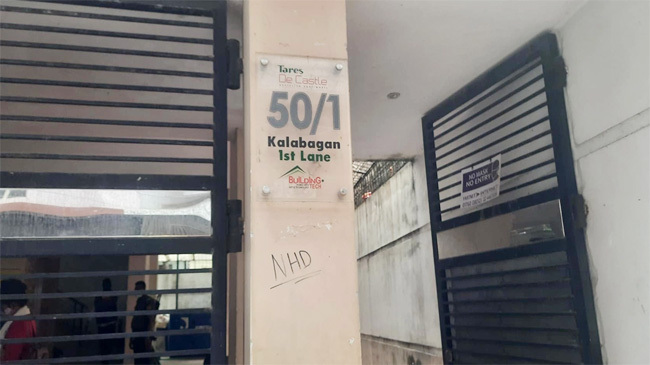 Tares
De Castle
50/1
Kalabagan
1st Lane
BUiLDiNG
TECH
NHD
NO MASK
NO ENTRY